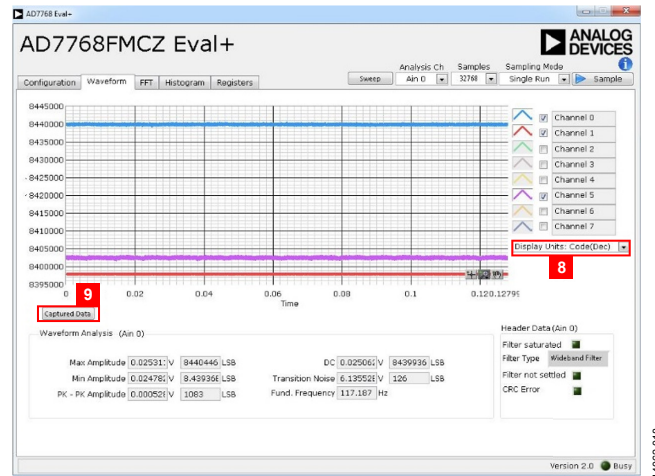 AD7768 Eval+
AD7768FMCZ Eval+
ANALOG
DEVICES
Analysis Ch Samples Sampling Mode
Configuration Waveform FFT Histogram Registers
Sweep Ain 0 32768 Single Run Sample
8445000
8440000
8435000
8430000
8420000
8415000
8410000
8405000
8400000
8395000
0 0.02 0.04 0.06 0.08 0.1 0.120.12799
Time
Channel 0
Channel 1
Channel 2
Channel 3
Channel 4
Channel 5
Channel 6
Channel 7
Display Units: Code(Dec)
8
9
Captured Data
Waveform Analysis (Ain 0)
Max Amplitude 0.02531 V 8440446 LSB
Min Amplitude 0.02478 V 8.43936E LSB
PK - PK Amplitude 0.00052 V 1083 LSB
DC 0.02506 V 8439936 LSB
Transition Noise 6.13552E V 126 LSB
Fund. Frequency 117.187 Hz
Header Data (Ain 0)
Filter saturated
Filter Type Wideband Filter
Filter not settled
CRC Error
Version 2.0 Busy